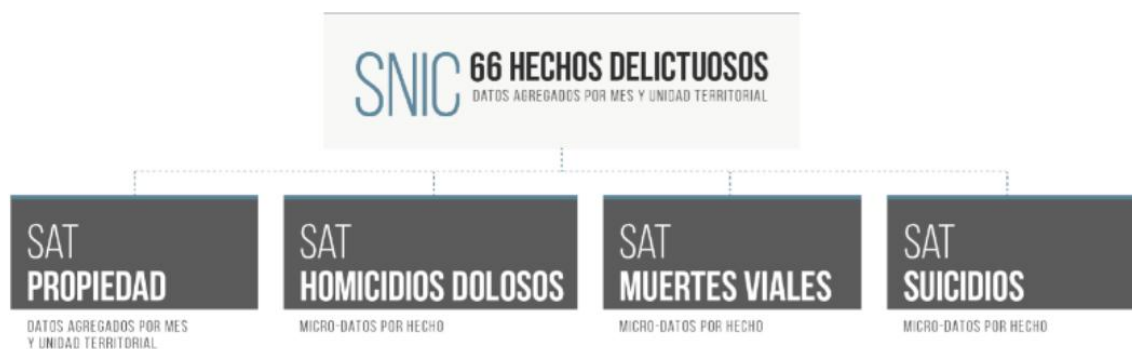 SNIC
66 HECHOS DELICTUOSOS
DATOS AGREGADOS POR MES Y UNIDAD TERRITORIAL
SAT
PROPIEDAD
DATOS AGREGADOS POR MES
Y UNIDAD TERRITORIAL
SAT
HOMICIDIOS DOLOSOS
MICRO-DATOS POR HECHO
SAT
MUERTES VIALES
MICRO-DATOS POR HECHO
SAT
SUICIDIOS
MICRO-DATOS POR HECHO